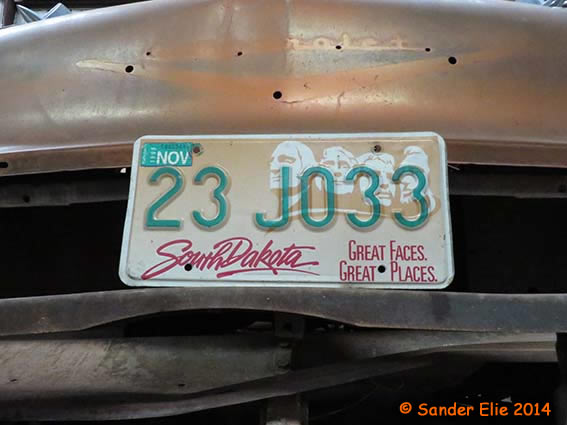 NOV
23 J033
South Dakota
GREAT FACES.
GREAT PLACES.
© Sander Elie 2014